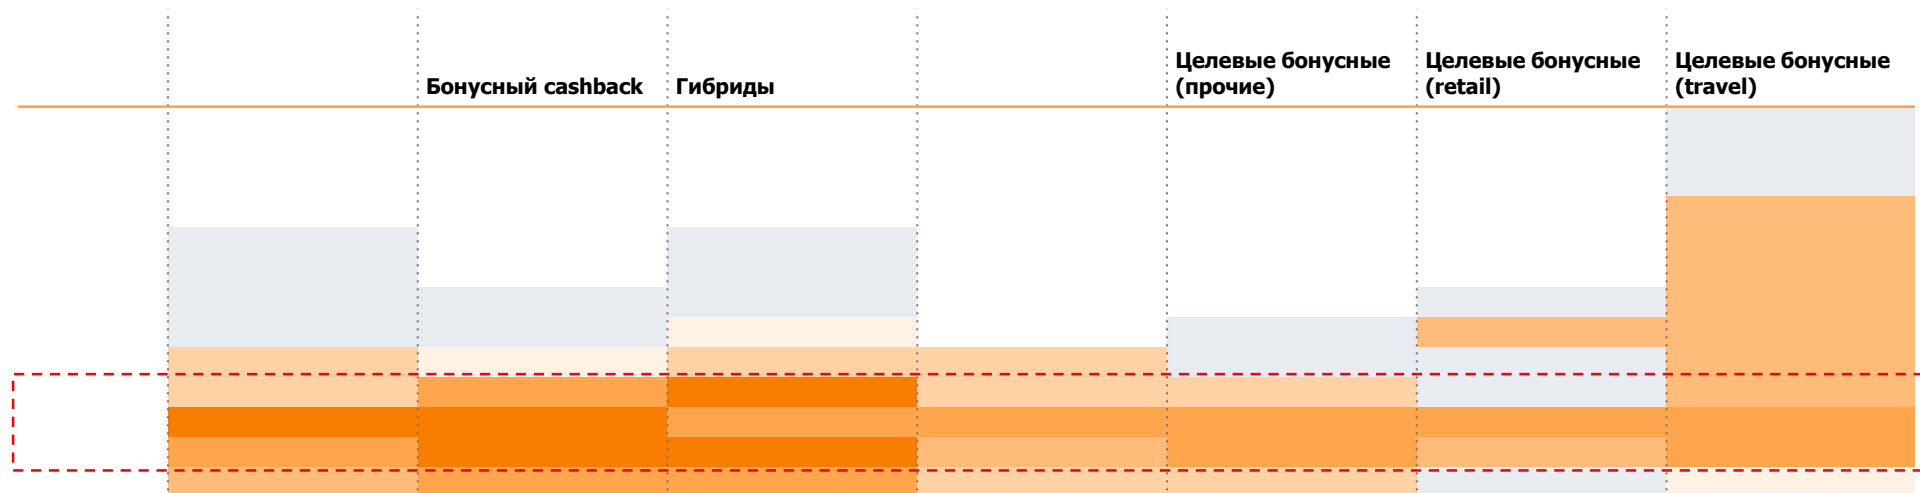 Бонусный cashback
Гибриды
Целевые бонусные
(прочие)
Целевые бонусные
(retail)
Целевые бонусные
(travel)